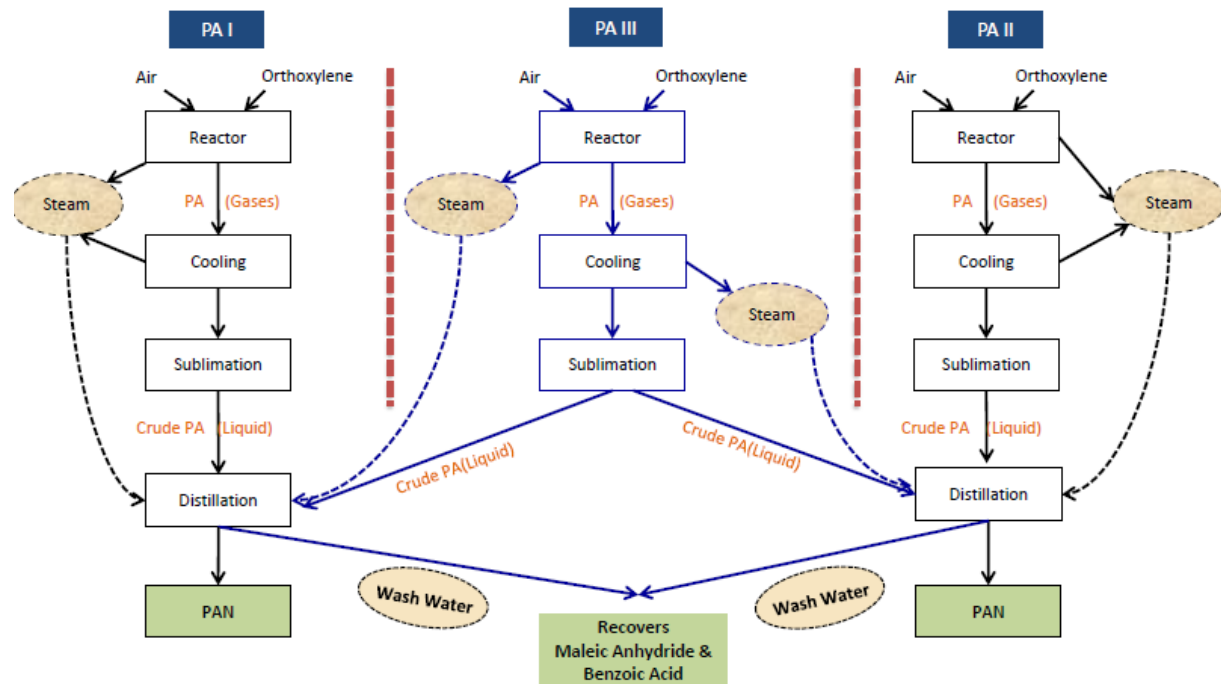 PA I
PA III
PA II
Air
Orthoxylene
Air
Orthoxylene
Air
Orthoxylene
Reactor
Reactor
Reactor
Steam
PA (Gases)
Steam
PA (Gases)
PA (Gases)
Steam
Cooling
Cooling
Cooling
Steam
Sublimation
Sublimation
Sublimation
Crude PA (Liquid)
Crude PA(Liquid)
Crude PA(Liquid)
Crude PA (Liquid)
Distillation
Distillation
Wash Water
Wash Water
PAN
PAN
Recovers
Maleic Anhydride &
Benzoic Acid